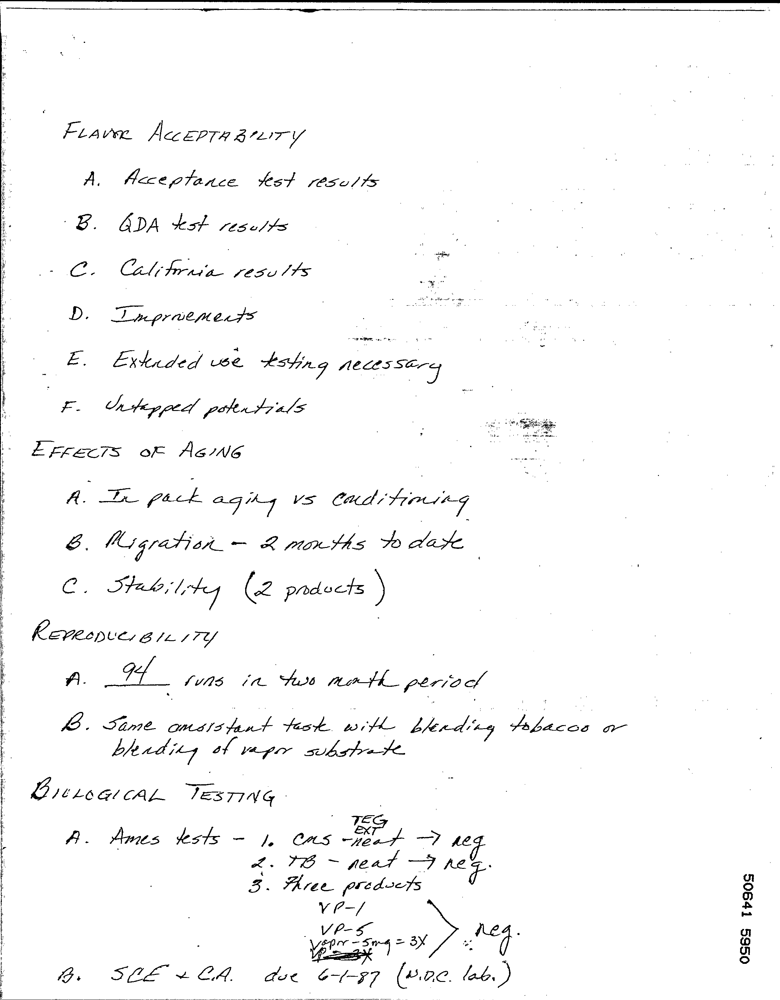 FLAVOR ACCEPTABILITY
A. Acceptance test results
B. QDA test results
C. California results
D. Improvements
E. Extended use testing necessary
F. Untapped potentials
EFFECTS OF AGING
A. In pack aging vs conditioning
B. Migration - 2 months to date
C. Stability (2 products)
REPRODUCIBILITY
A. 94 runs in two month period
B. Same consistant task with blending tobacco or
blending of vapor substrate
BIOLOGICAL TESTING
TEG
EXT
A. Ames tests - 1. CMS - neat → neg
2. TB - neat → neg.
3. Three products
VP-1
VP-5
Vapor-5mg = 3X
neg.
B. SCE + C.A. due 6-1-87 (N.D.C. lab.)
50641 5950